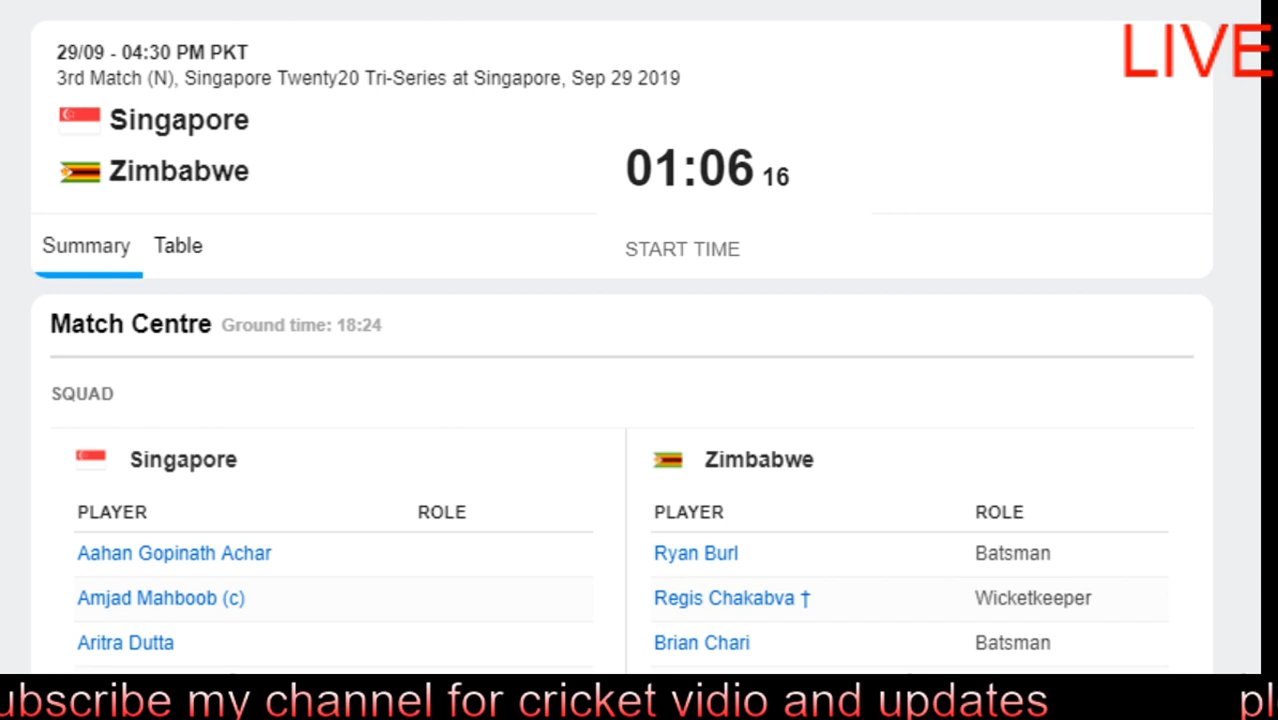 LIVE
29/09 - 04:30 PM PKT
3rd Match (N), Singapore Twenty20 Tri-Series at Singapore, Sep 29 2019
Singapore
Zimbabwe
01:06 16
Summary Table
START TIME
Match Centre Ground time: 18:24
SQUAD
Singapore Zimbabwe
PLAYER ROLE PLAYER ROLE
Aahan Gopinath Achar Ryan Burl Batsman
Amjad Mahboob (c) Regis Chakabva † Wicketkeeper
Aritra Dutta Brian Chari Batsman
ubscribe my channel for cricket vidio and updates pl